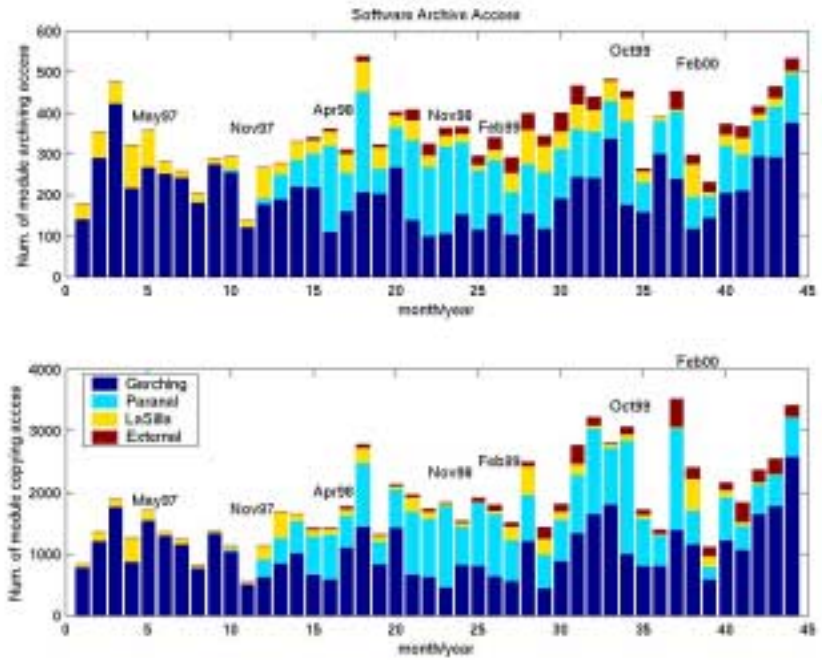 Software Archive Access
Num. of module archiving access
600
500
400
300
200
100
0
May97
Nov97
Apr98
Nov98
Feb99
Oct99
Feb00
0 5 10 15 20 25 30 35 40 45
month/year
Num. of module copying access
4000
3000
2000
1000
0
Garching
Paranal
LaSilla
External
May97
Nov97
Apr98
Nov98
Feb99
Oct99
Feb00
0 5 10 15 20 25 30 35 40 45
month/year